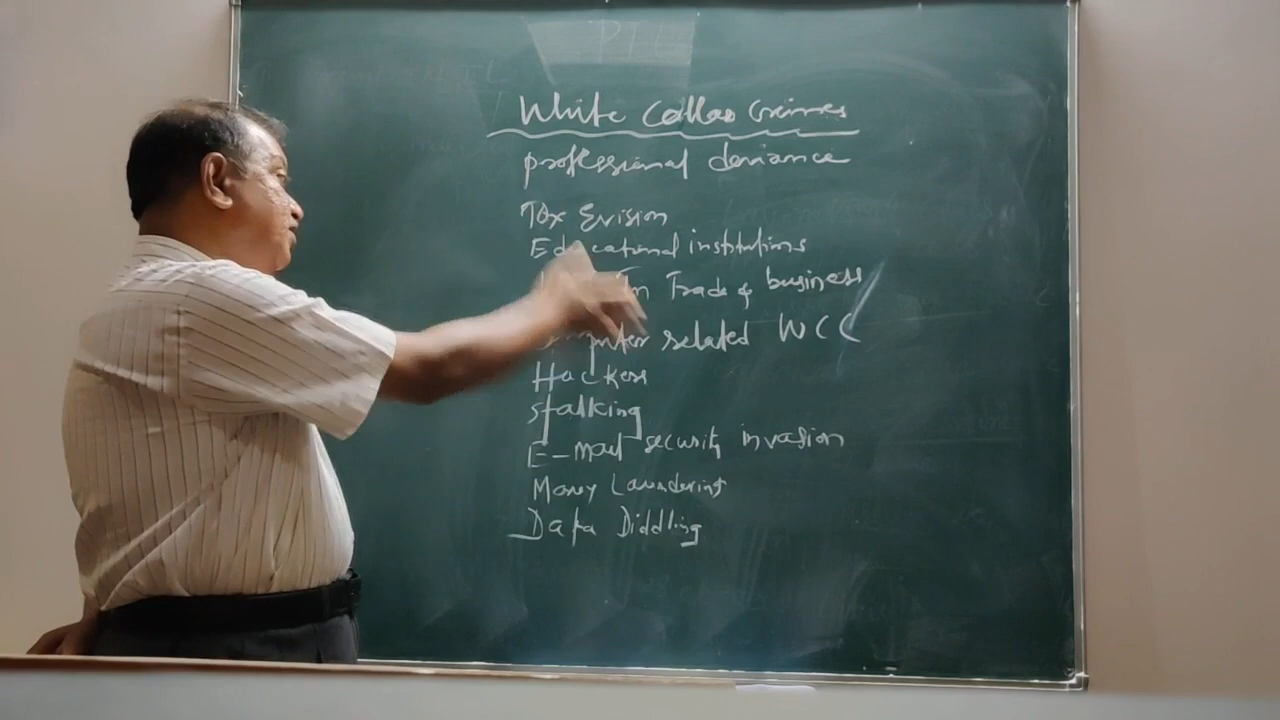 White Collar Crimes
professional deviance
Tax Evision
Educational institutions
In Trade & business
related WCC
Hackers
stalking
E-mail security invasion
Money Laundering
Data Diddling